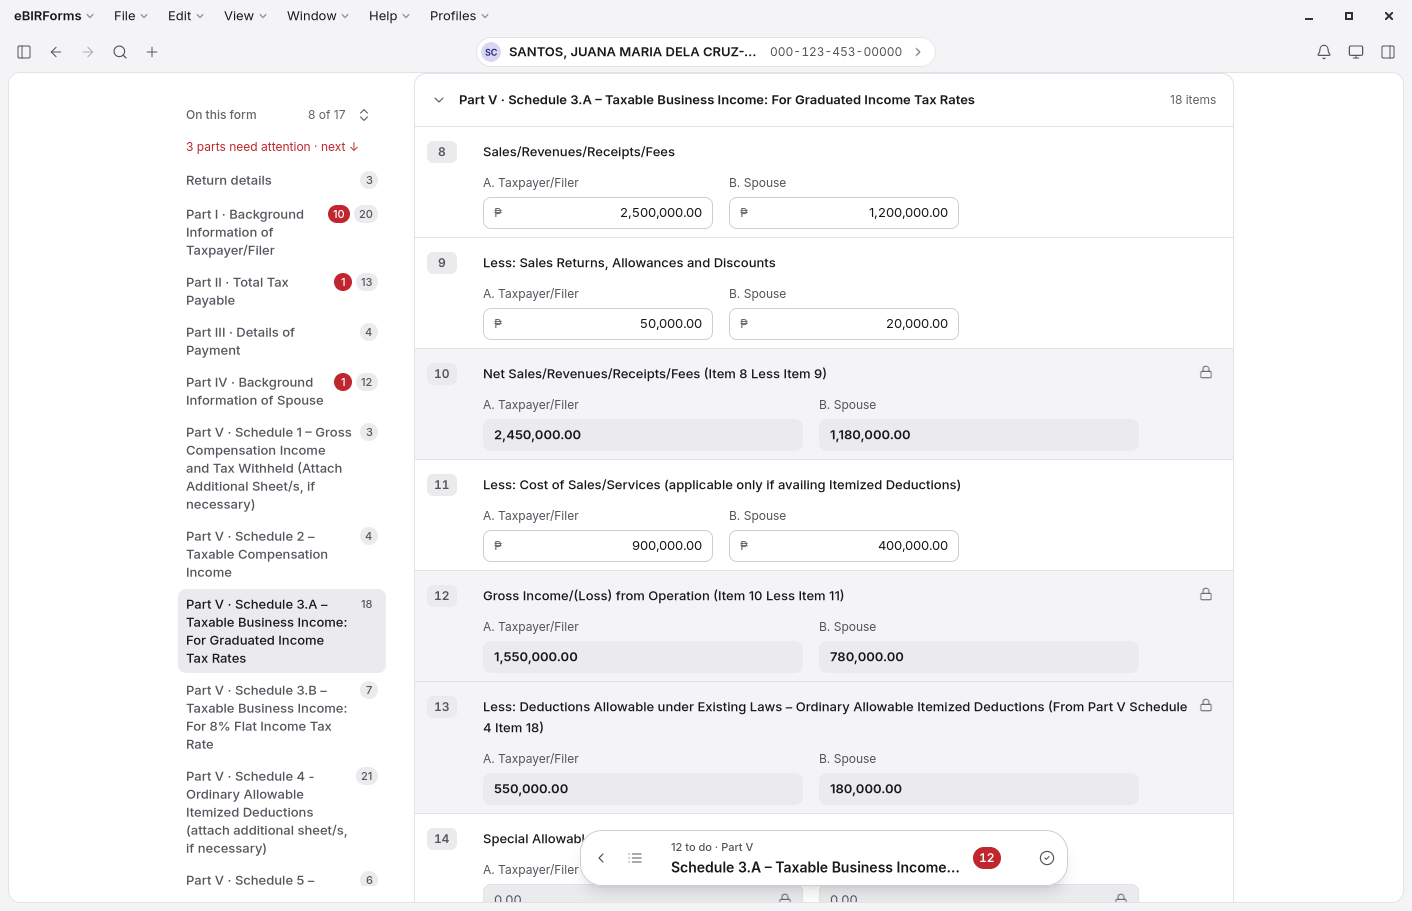 eBIRForms File Edit View Window Help Profiles
SC SANTOS, JUANA MARIA DELA CRUZ-... 000-123-453-00000
On this form 8 of 17
3 parts need attention · next ↓
Return details 3
Part I · Background 10 20
Information of
Taxpayer/Filer
Part II · Total Tax 1 13
Payable
Part III · Details of 4
Payment
Part IV · Background 1 12
Information of Spouse
Part V · Schedule 1 – Gross 3
Compensation Income
and Tax Withheld (Attach
Additional Sheet/s, if
necessary)
Part V · Schedule 2 – 4
Taxable Compensation
Income
Part V · Schedule 3.A – 18
Taxable Business Income:
For Graduated Income
Tax Rates
Part V · Schedule 3.B – 7
Taxable Business Income:
For 8% Flat Income Tax
Rate
Part V · Schedule 4 - 21
Ordinary Allowable
Itemized Deductions
(attach additional sheet/s,
if necessary)
Part V · Schedule 5 – 6
Part V · Schedule 3.A – Taxable Business Income: For Graduated Income Tax Rates 18 items
8 Sales/Revenues/Receipts/Fees
A. Taxpayer/Filer B. Spouse
₱ 2,500,000.00 ₱ 1,200,000.00
9 Less: Sales Returns, Allowances and Discounts
A. Taxpayer/Filer B. Spouse
₱ 50,000.00 ₱ 20,000.00
10 Net Sales/Revenues/Receipts/Fees (Item 8 Less Item 9)
A. Taxpayer/Filer B. Spouse
2,450,000.00 1,180,000.00
11 Less: Cost of Sales/Services (applicable only if availing Itemized Deductions)
A. Taxpayer/Filer B. Spouse
₱ 900,000.00 ₱ 400,000.00
12 Gross Income/(Loss) from Operation (Item 10 Less Item 11)
A. Taxpayer/Filer B. Spouse
1,550,000.00 780,000.00
13 Less: Deductions Allowable under Existing Laws – Ordinary Allowable Itemized Deductions (From Part V Schedule
4 Item 18)
A. Taxpayer/Filer B. Spouse
550,000.00 180,000.00
14 Special
A. Taxpayer/Filer
0.00 0.00
12 to do · Part V
Schedule 3.A – Taxable Business Income... 12